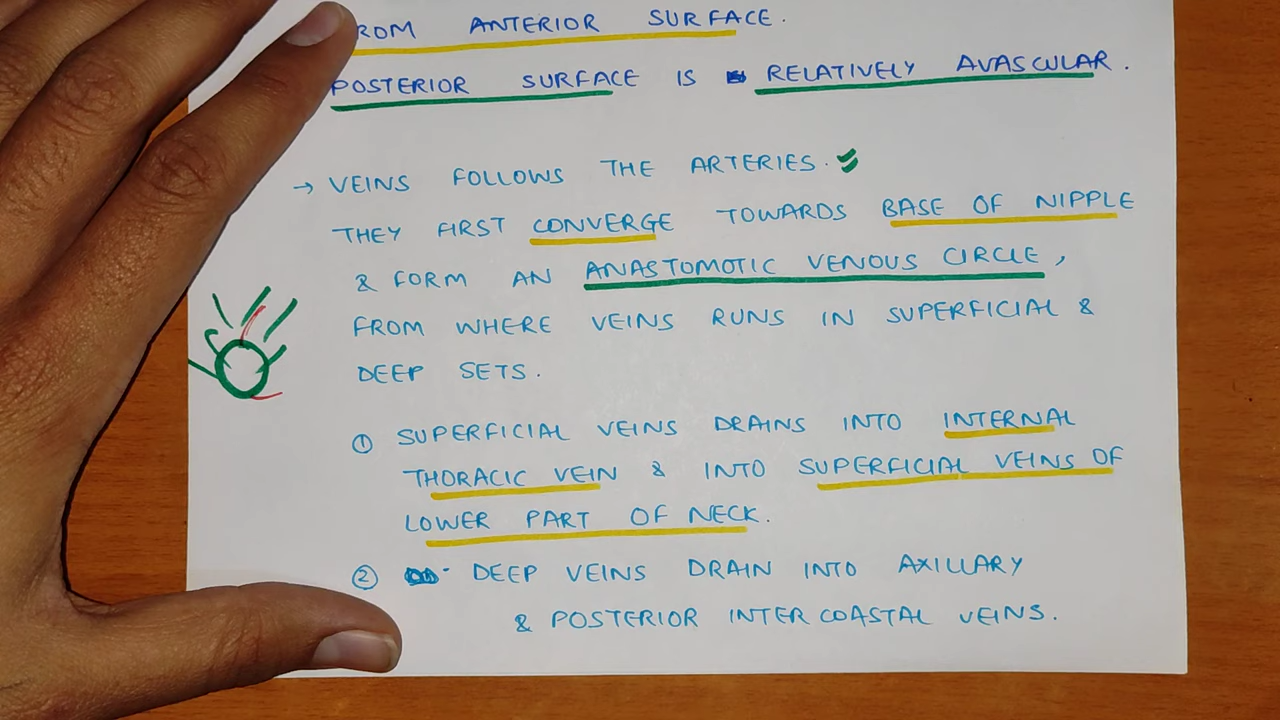 ROM ANTERIOR SURFACE.
POSTERIOR SURFACE IS RELATIVELY AVASCULAR.
→ VEINS FOLLOWS THE ARTERIES.
THEY FIRST CONVERGE TOWARDS BASE OF NIPPLE
& FORM AN ANASTOMOTIC VENOUS CIRCLE,
FROM WHERE VEINS RUNS IN SUPERFICIAL &
DEEP SETS.
① SUPERFICIAL VEINS DRAINS INTO INTERNAL
THORACIC VEIN & INTO SUPERFICIAL VEINS OF
LOWER PART OF NECK.
② DEEP VEINS DRAIN INTO AXILLARY
& POSTERIOR INTER COASTAL VEINS.